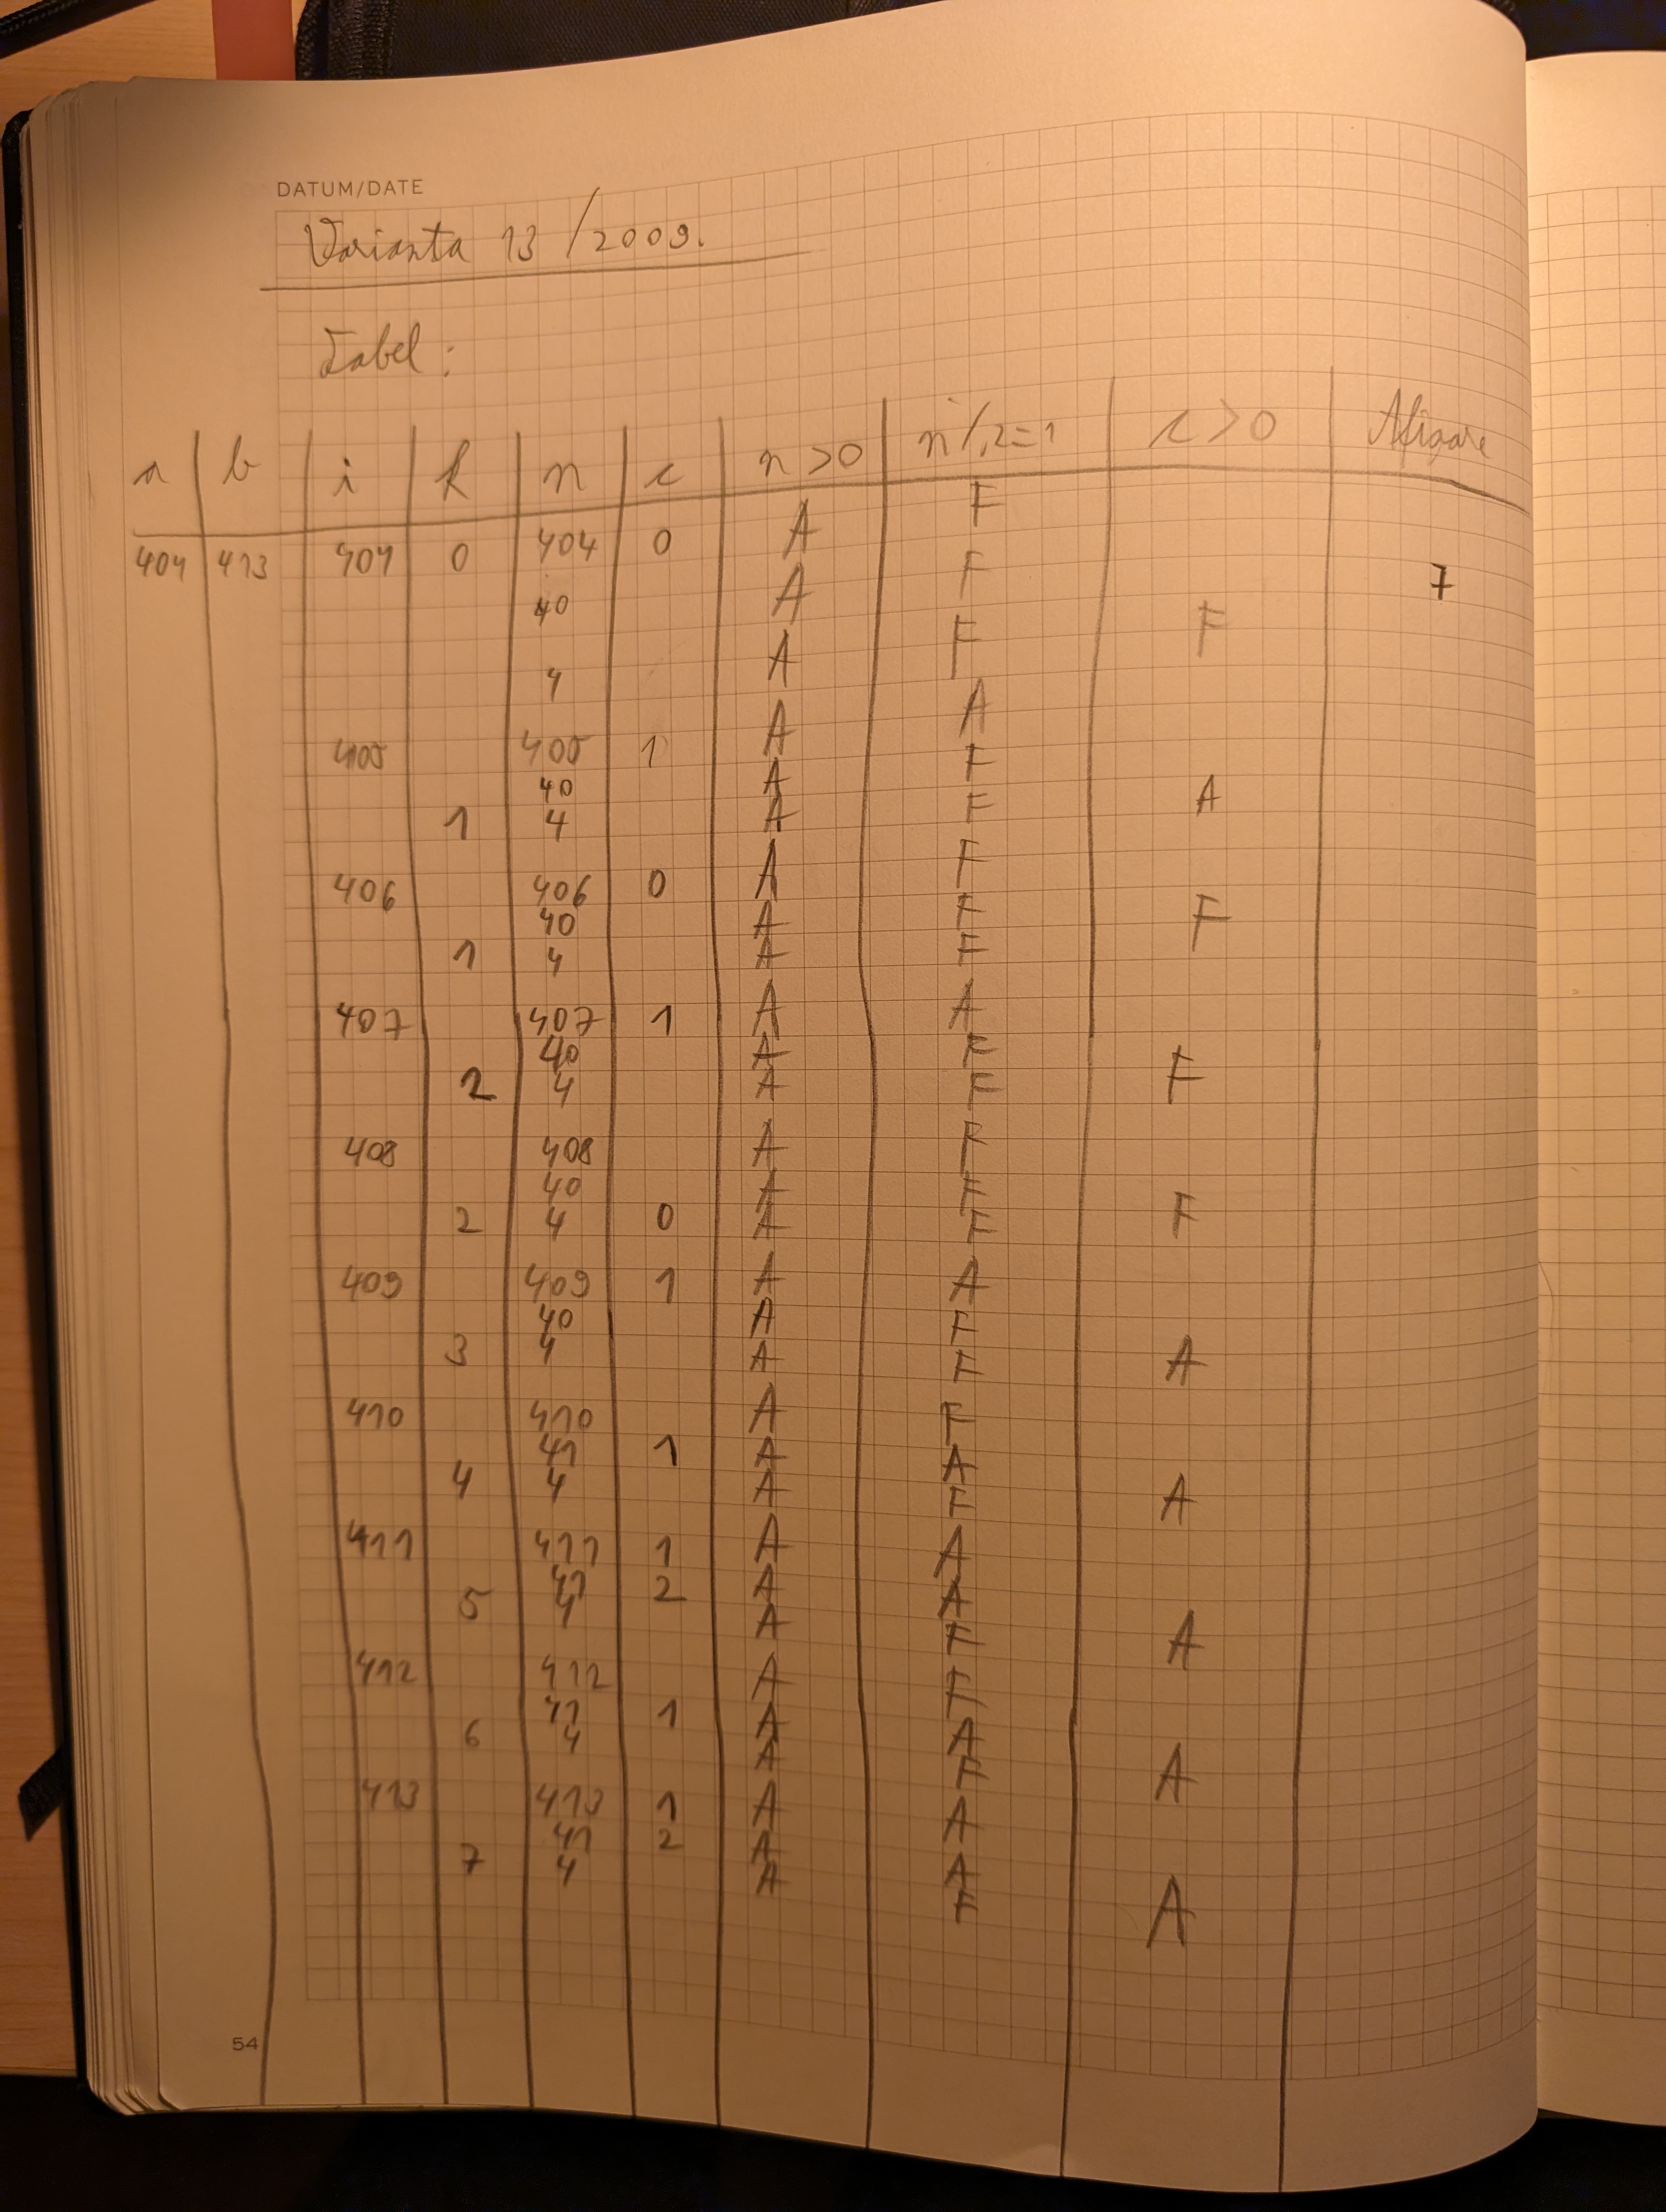 DATUM/DATE
Varianta 13 / 2009.
Tabel :
a b i k n c n > 0 n % 2 = 1 c > 0 Afișare
F
404 413 404 0 404 0 A
F 7
40 A
F F
4 A
A
405 405 1 A
F
40 A A
1 4 A F
F
406 406 0 A
40 A F F
1 4 A F
407 407 1 A A
40 A F F
2 4 A F
408 408 A F
40 A F
2 4 0 A F F
409 409 1 A A
40 A F
3 4 A F A
410 410 A F
41 1 A A
4 4 A F A
411 411 1 A A
41 2 A A
5 4 A F A
412 412 A F
41 1 A A
6 4 A F A
413 413 1 A A
41 2 A A
7 4 A F A
54